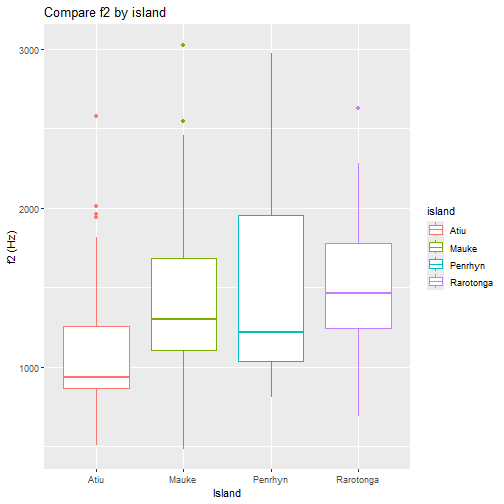 Compare f2 by island
3000
2000
1000
f2 (Hz)
Atiu
Mauke
Penrhyn
Rarotonga
Island
island
Atiu
Mauke
Penrhyn
Rarotonga